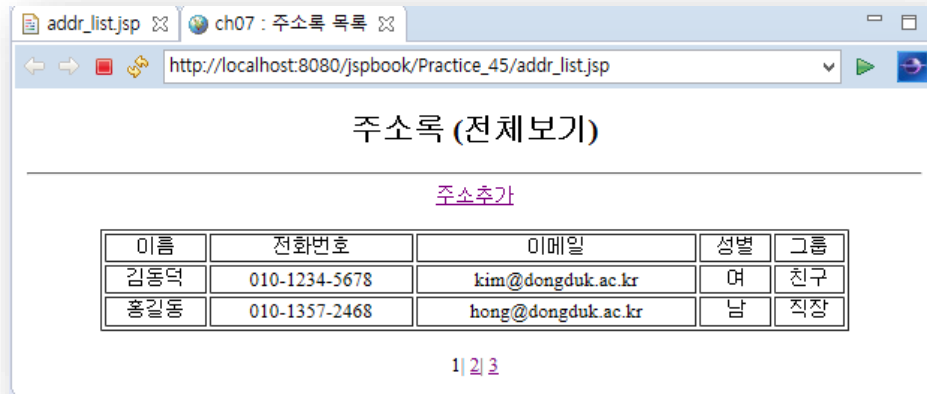 addr_list.jsp ch07 : 주소록 목록
http://localhost:8080/jspbook/Practice_45/addr_list.jsp
주소록 (전체보기)
주소추가
이름 전화번호 이메일 성별 그룹
김동덕 010-1234-5678 kim@dongduk.ac.kr 여 친구
홍길동 010-1357-2468 hong@dongduk.ac.kr 남 직장
1| 2| 3